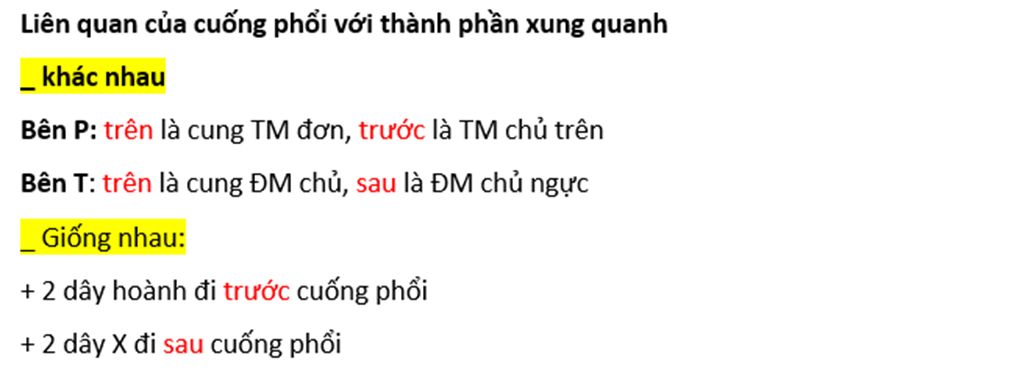 Liên quan của cuống phổi với thành phần xung quanh
_ khác nhau
Bên P: trên là cung TM đơn, trước là TM chủ trên
Bên T: trên là cung ĐM chủ, sau là ĐM chủ ngực
_ Giống nhau:
+ 2 dây hoành đi trước cuống phổi
+ 2 dây X đi sau cuống phổi